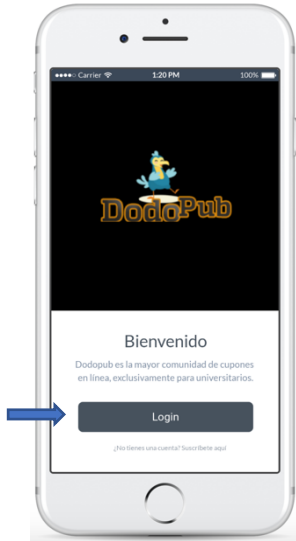 Carrier 1:20 PM 100%
DodoPub
Bienvenido
Dodopub es la mayor comunidad de cupones
en línea, exclusivamente para universitarios.
Login
¿No tienes una cuenta? Suscríbete aquí